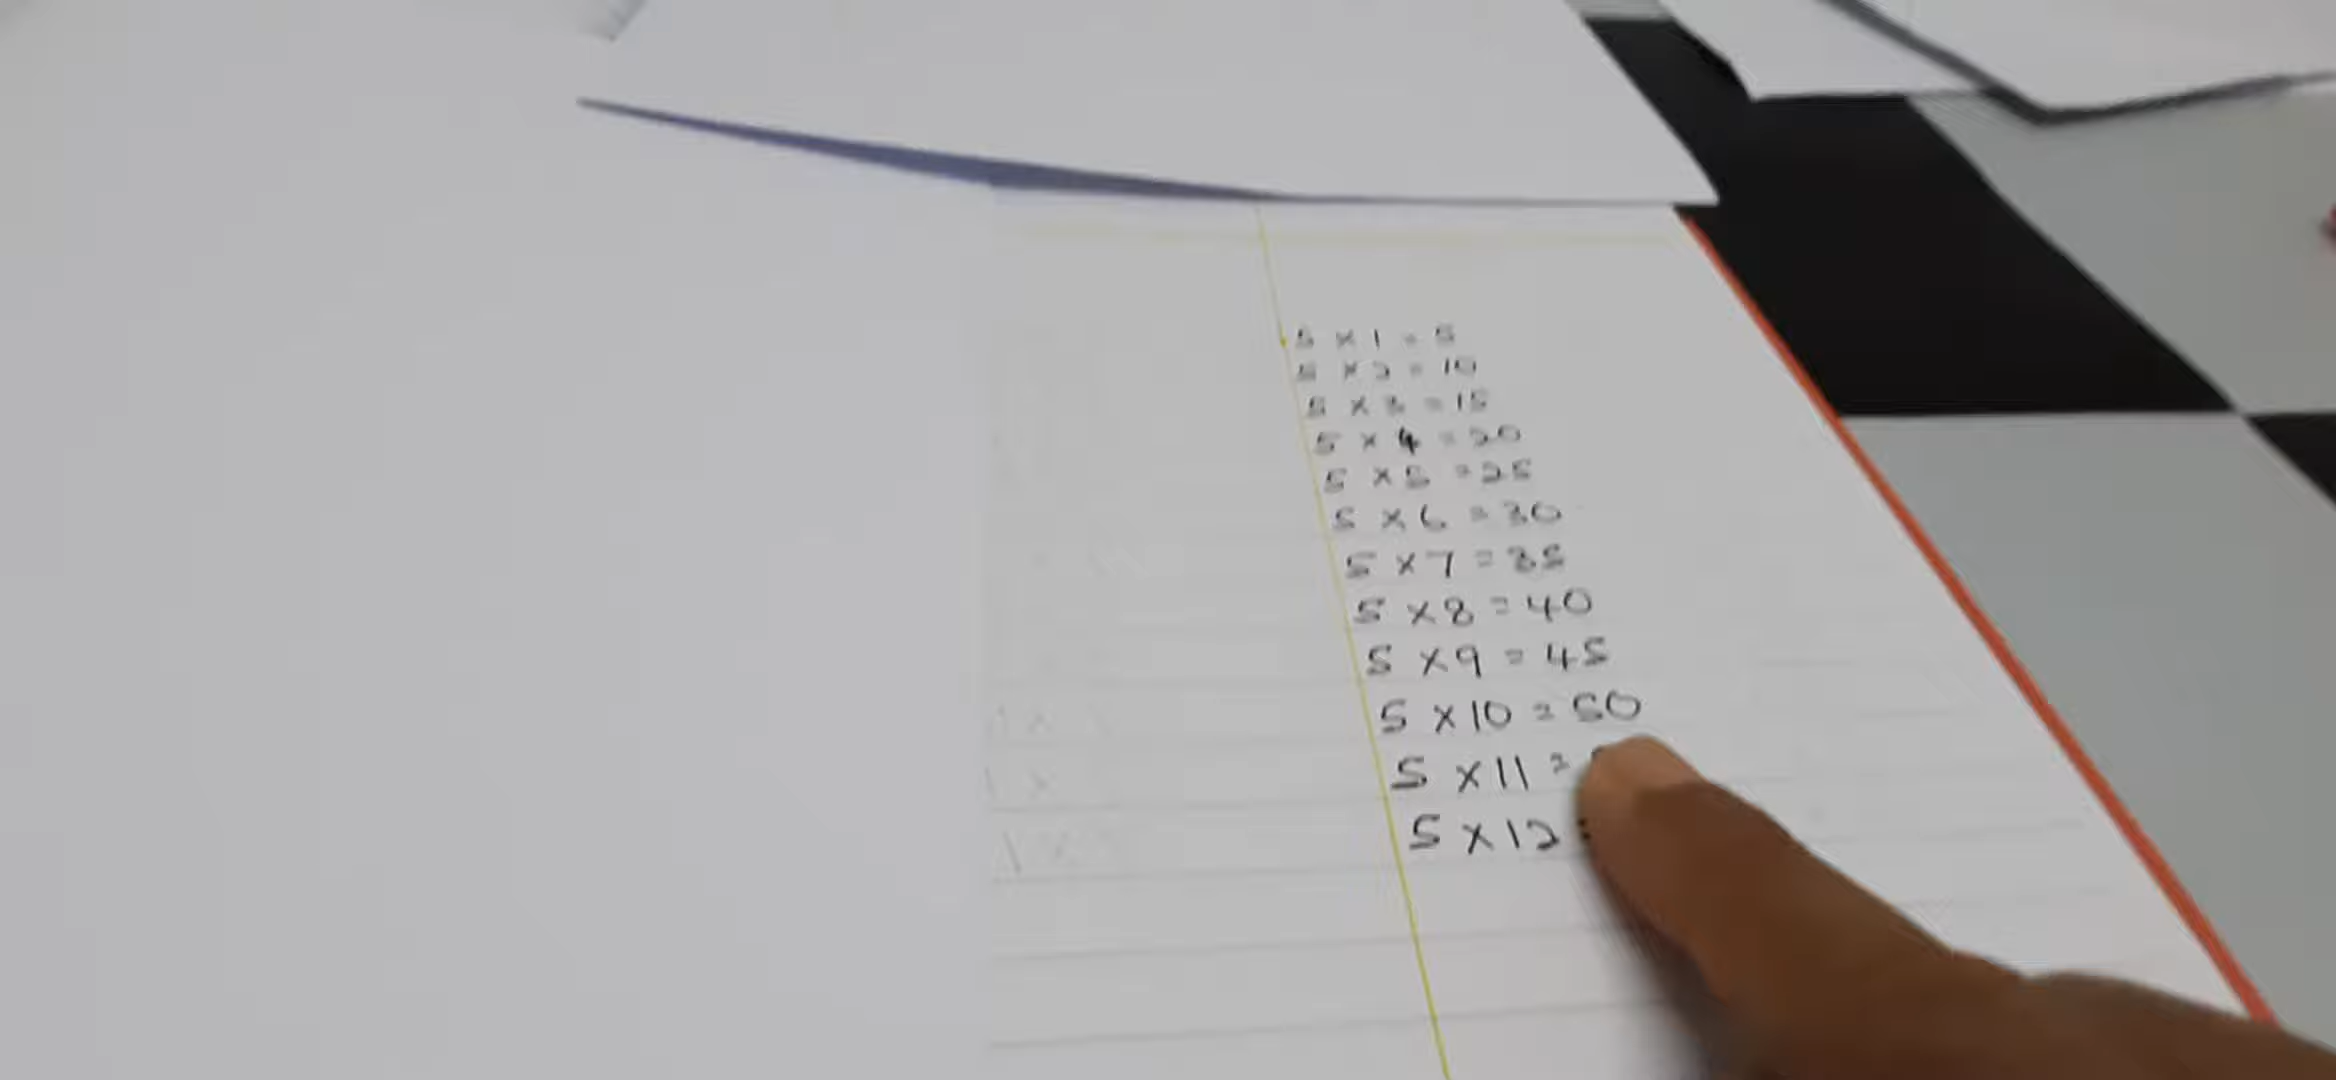 5 × 1 = 5
5 × 2 = 10
5 × 3 = 15
5 × 4 = 20
5 × 5 = 25
5 × 6 = 30
5 × 7 = 35
5 × 8 = 40
5 × 9 = 45
5 × 10 = 50
5 × 11 =
5 × 12